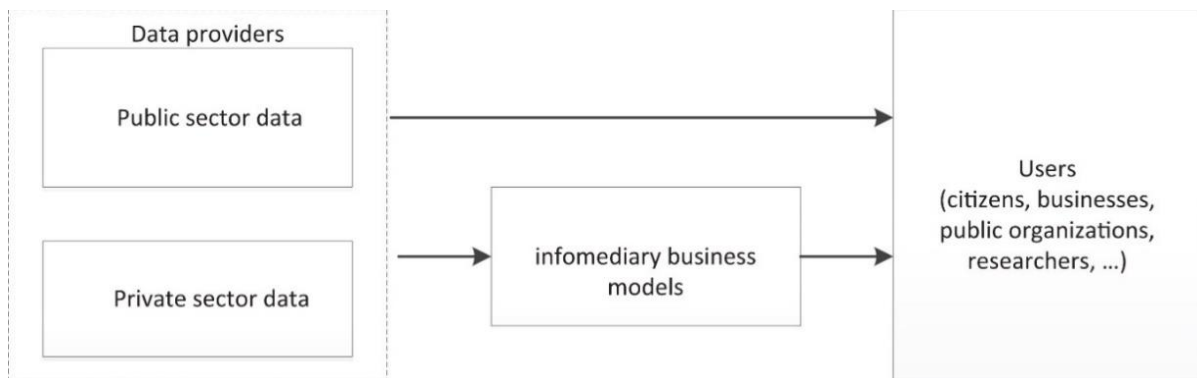 Data providers
Public sector data
Private sector data
infomediary business
models
Users
(citizens, businesses,
public organizations,
researchers, ...)